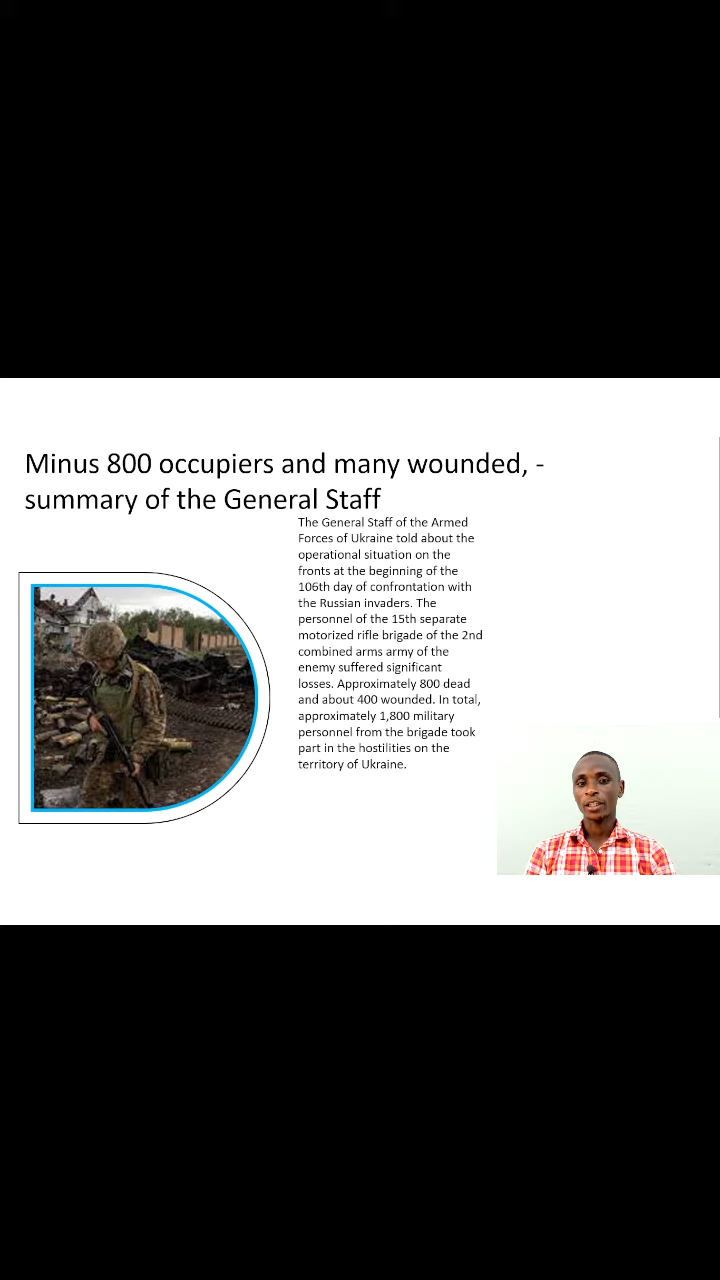 Minus 800 occupiers and many wounded, -
summary of the General Staff
The General Staff of the Armed
Forces of Ukraine told about the
operational situation on the
fronts at the beginning of the
106th day of confrontation with
the Russian invaders. The
personnel of the 15th separate
motorized rifle brigade of the 2nd
combined arms army of the
enemy suffered significant
losses. Approximately 800 dead
and about 400 wounded. In total,
approximately 1,800 military
personnel from the brigade took
part in the hostilities on the
territory of Ukraine.